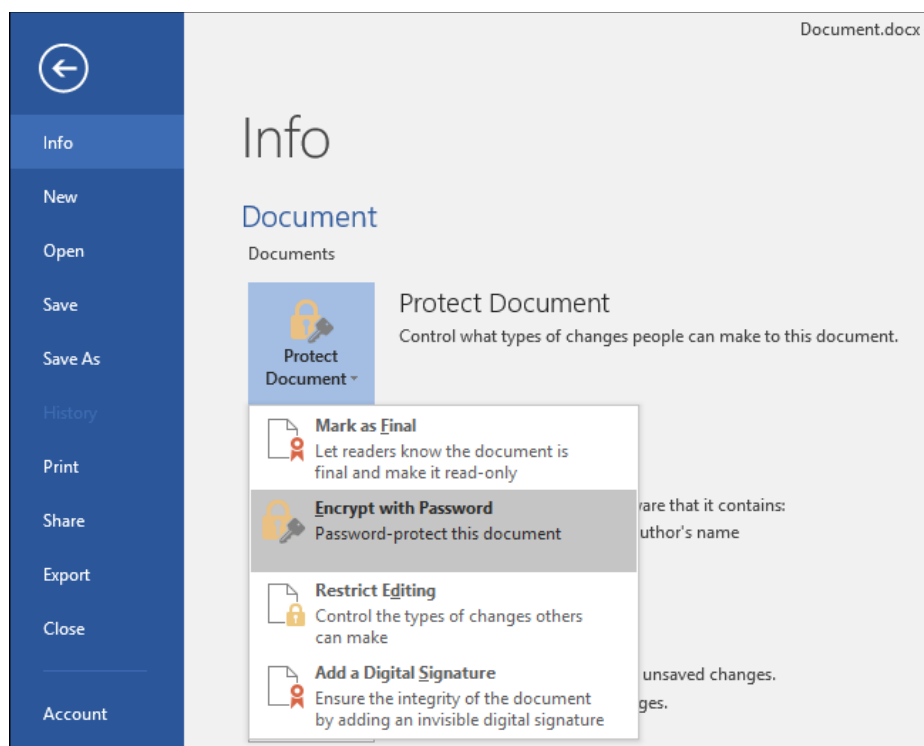 Document.docx
Info
New
Open
Save
Save As
History
Print
Share
Export
Close
Account
Info
Document
Documents
Protect
Document
Protect Document
Control what types of changes people can make to this document.
Mark as Final
Let readers know the document is
final and make it read-only
Encrypt with Password
Password-protect this document
Restrict Editing
Control the types of changes others
can make
Add a Digital Signature
Ensure the integrity of the document
by adding an invisible digital signature
that it contains:
name
unsaved changes.